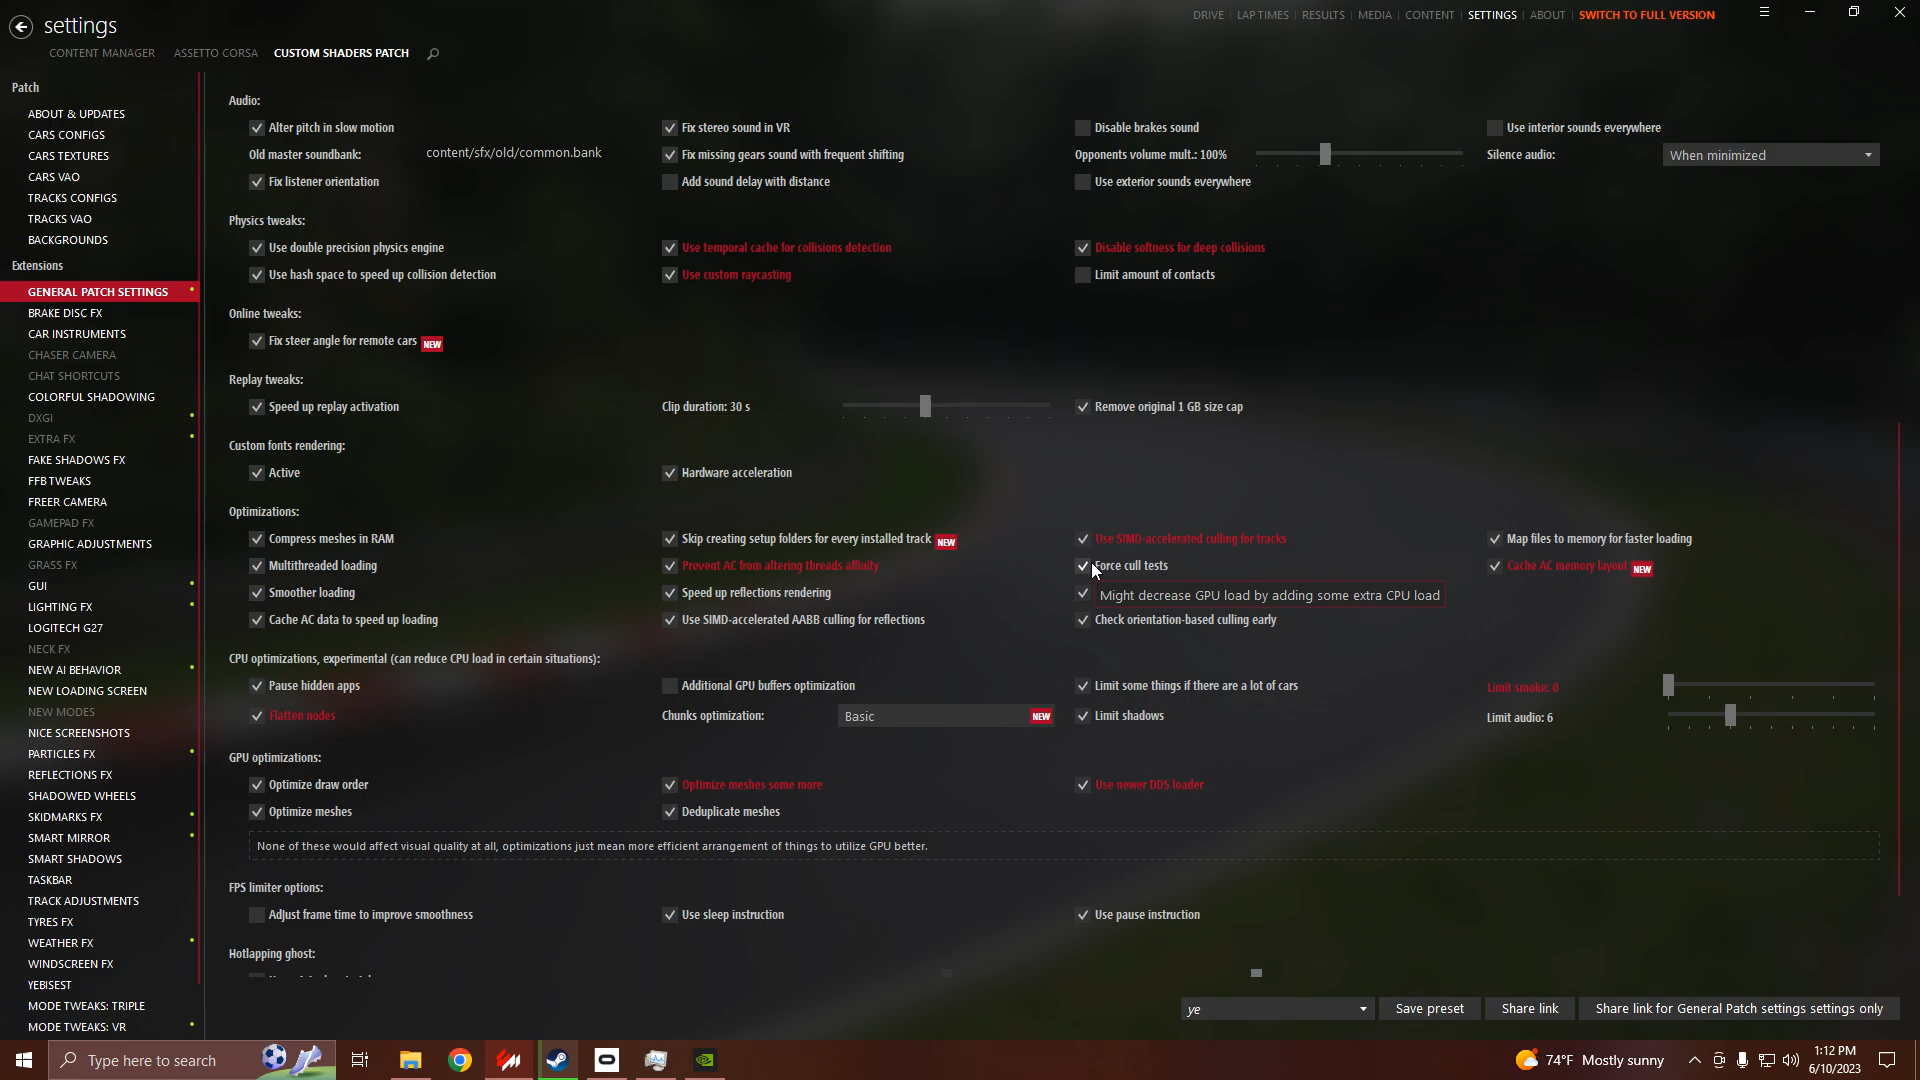 settings
DRIVE | LAP TIMES | RESULTS | MEDIA | CONTENT | SETTINGS | ABOUT | SWITCH TO FULL VERSION
CONTENT MANAGER ASSETTO CORSA CUSTOM SHADERS PATCH
Patch
ABOUT & UPDATES
CARS CONFIGS
CARS TEXTURES
CARS VAO
TRACKS CONFIGS
TRACKS VAO
BACKGROUNDS
Extensions
GENERAL PATCH SETTINGS
BRAKE DISC FX
CAR INSTRUMENTS
CHASER CAMERA
CHAT SHORTCUTS
COLORFUL SHADOWING
DXGI
EXTRA FX
FAKE SHADOWS FX
FFB TWEAKS
FREER CAMERA
GAMEPAD FX
GRAPHIC ADJUSTMENTS
GRASS FX
GUI
LIGHTING FX
LOGITECH G27
NECK FX
NEW AI BEHAVIOR
NEW LOADING SCREEN
NEW MODES
NICE SCREENSHOTS
PARTICLES FX
REFLECTIONS FX
SHADOWED WHEELS
SKIDMARKS FX
SMART MIRROR
SMART SHADOWS
TASKBAR
TRACK ADJUSTMENTS
TYRES FX
WEATHER FX
WINDSCREEN FX
YEBISEST
MODE TWEAKS: TRIPLE
MODE TWEAKS: VR
Audio:
Alter pitch in slow motion Fix stereo sound in VR Disable brakes sound Use interior sounds everywhere
Old master soundbank: content/sfx/old/common.bank Fix missing gears sound with frequent shifting Opponents volume mult.: 100% Silence audio: When minimized
Fix listener orientation Add sound delay with distance Use exterior sounds everywhere
Physics tweaks:
Use double precision physics engine Use temporal cache for collisions detection Disable softness for deep collisions
Use hash space to speed up collision detection Use custom raycasting Limit amount of contacts
Online tweaks:
Fix steer angle for remote cars NEW
Replay tweaks:
Speed up replay activation Clip duration: 30 s Remove original 1 GB size cap
Custom fonts rendering:
Active Hardware acceleration
Optimizations:
Compress meshes in RAM Skip creating setup folders for every installed track NEW Use SIMD-accelerated culling for tracks Map files to memory for faster loading
Multithreaded loading Prevent AC from altering threads affinity Force cull tests Cache AC memory layout NEW
Smoother loading Speed up reflections rendering Might decrease GPU load by adding some extra CPU load
Cache AC data to speed up loading Use SIMD-accelerated AABB culling for reflections Check orientation-based culling early
CPU optimizations, experimental (can reduce CPU load in certain situations):
Pause hidden apps Additional GPU buffers optimization Limit some things if there are a lot of cars Limit smoke: 0
Flatten nodes Chunks optimization: Basic NEW Limit shadows Limit audio: 6
GPU optimizations:
Optimize draw order Optimize meshes some more Use newer DDS loader
Optimize meshes Deduplicate meshes
None of these would affect visual quality at all, optimizations just mean more efficient arrangement of things to utilize GPU better.
FPS limiter options:
Adjust frame time to improve smoothness Use sleep instruction Use pause instruction
Hotlapping ghost:
ye Save preset Share link Share link for General Patch settings settings only
Type here to search 74°F Mostly sunny 1:12 PM
6/10/2023